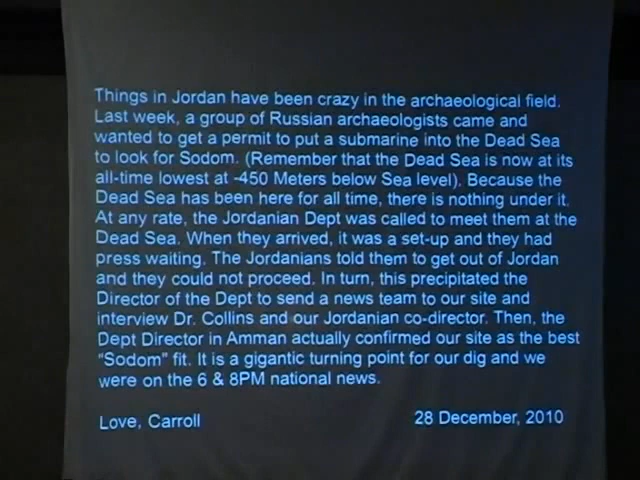 Things in Jordan have been crazy in the archaeological field.
Last week, a group of Russian archaeologists came and
wanted to get a permit to put a submarine into the Dead Sea
to look for Sodom. (Remember that the Dead Sea is now at its
all-time lowest at -450 Meters below Sea level). Because the
Dead Sea has been here for all time, there is nothing under it.
At any rate, the Jordanian Dept was called to meet them at the
Dead Sea. When they arrived, it was a set-up and they had
press waiting. The Jordanians told them to get out of Jordan
and they could not proceed. In turn, this precipitated the
Director of the Dept to send a news team to our site and
interview Dr. Collins and our Jordanian co-director. Then, the
Dept Director in Amman actually confirmed our site as the best
"Sodom" fit. It is a gigantic turning point for our dig and we
were on the 6 & 8PM national news.
Love, Carroll 28 December, 2010